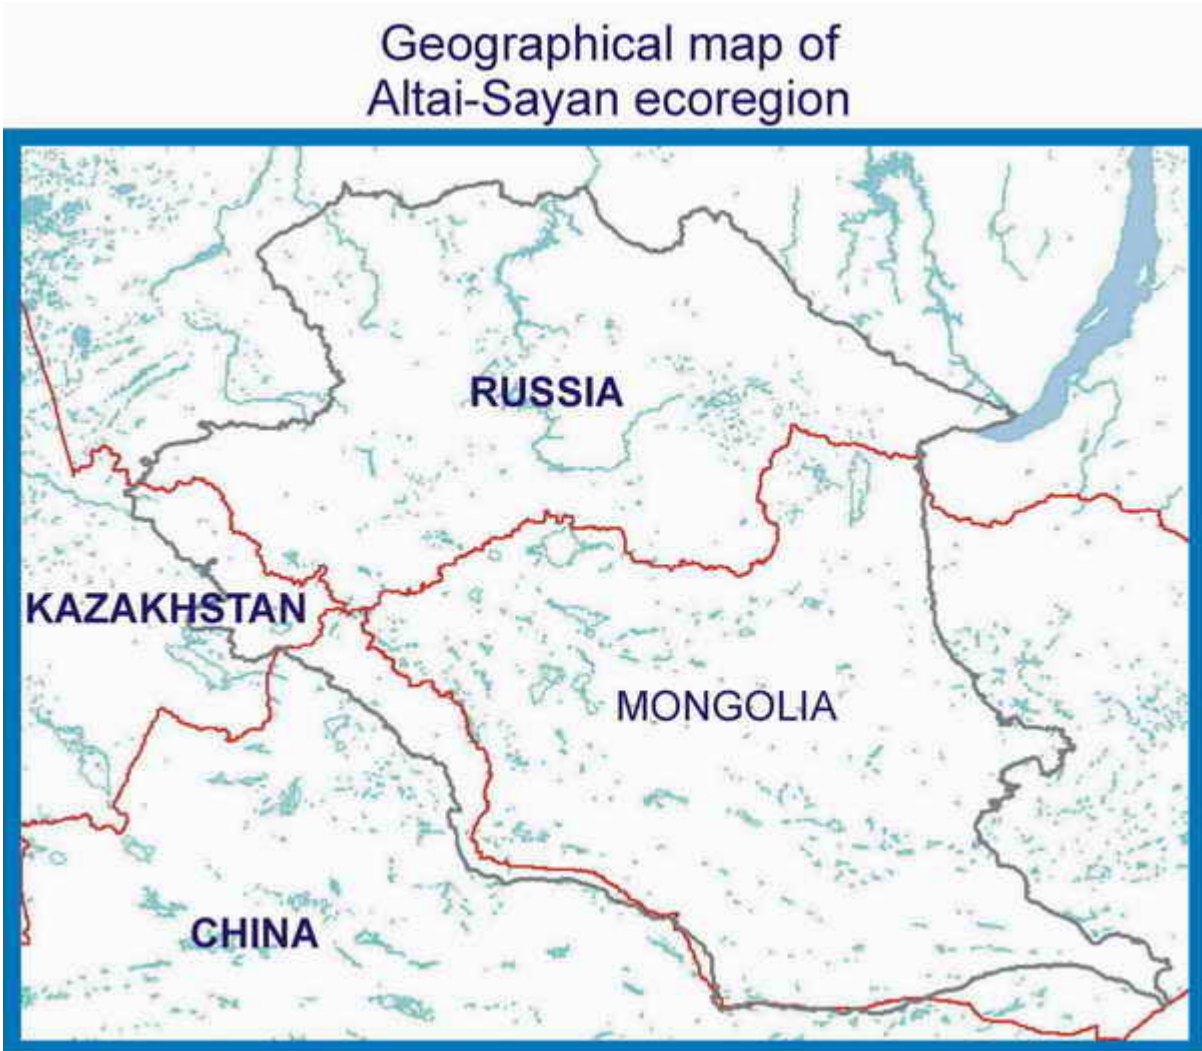 Geographical map of
Altai-Sayan ecoregion
RUSSIA
KAZAKHSTAN
MONGOLIA
CHINA